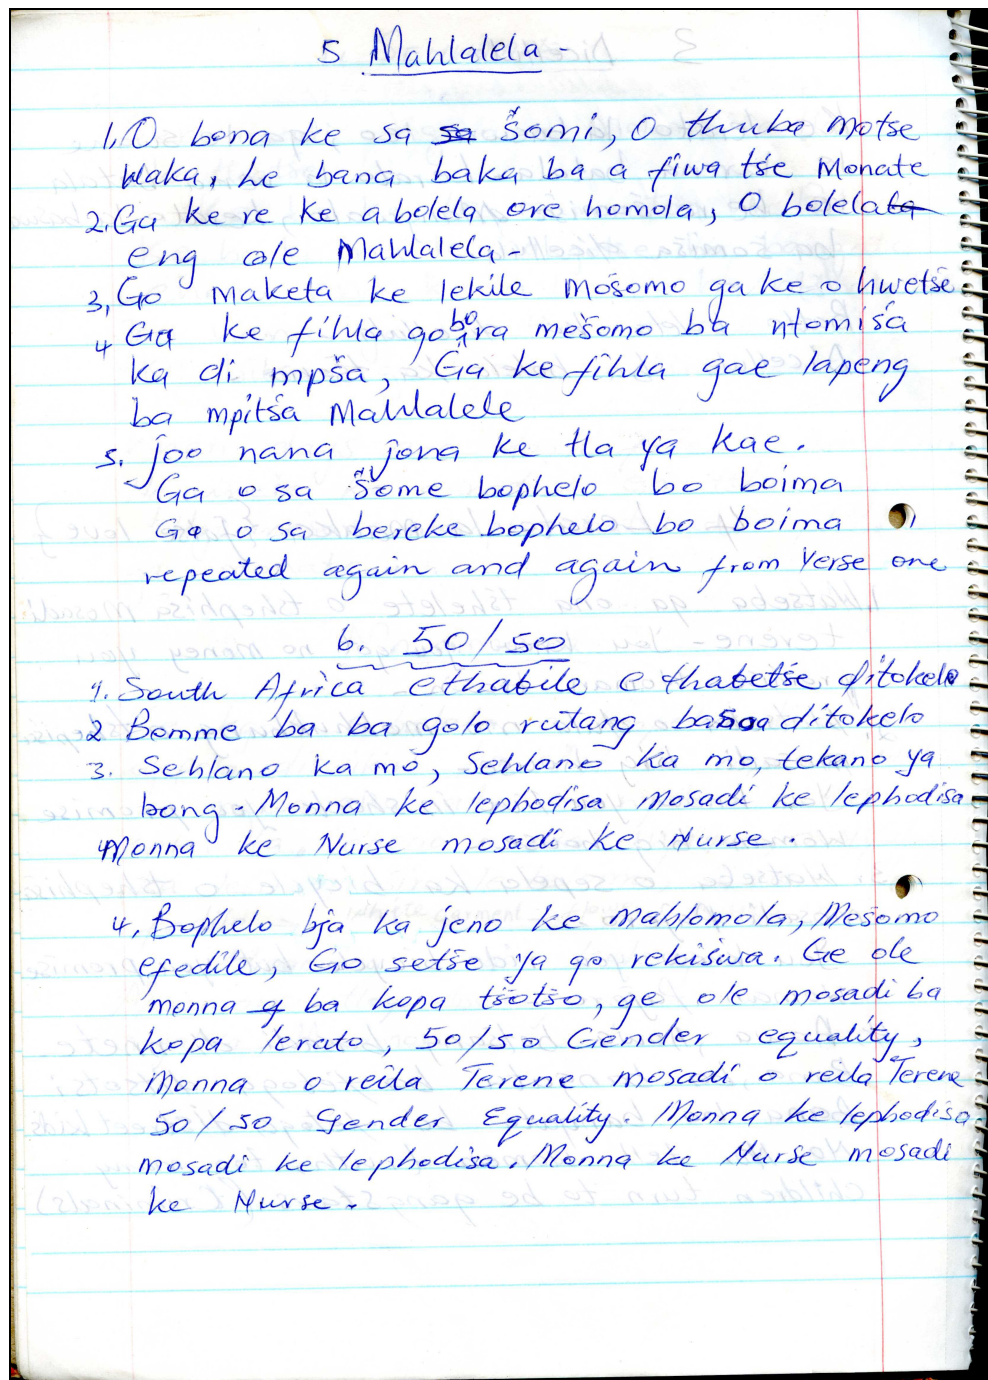 5 Mahlalela -
1, O bona ke sa sa šomi, O thuba motse
waka, Le bana baka ba a fiwa tše monate
2. Ga ke re ke a bolela ore homola, O bolelata
eng ole Mahlalela -
3, Go maketa ke lekile mošomo ga ke o hwetše
4 Ga ke fihla go bora mešomo ba ntomiša
ka di mpša, Ga ke fihla gae lapeng
ba mpitša Mahlalele
5. joo nana jona ke tla ya kae.
Ga o sa šome bophelo bo boima
Ga o sa bereke bophelo bo boima
repeated again and again from Verse one
6. 50/50
1. South Africa ethabile e thabetše ditokelo
2 Bomme ba ba golo rutang basa ditokelo
3. Sehlano ka mo, Sehlano ka mo, tekano ya
bong - Monna ke lephodisa mosadi ke lephodisa
4 Monna ke Nurse mosadi ke Nurse.
4, Bophelo bja ka jeno ke mahlomola, Mešomo
efedile, Go setše ya go rekišwa. Ge ole
monna g ba kopa tšotšo, ge ole mosadi ba
kopa lerato, 50/50 Gender equality,
Monna o reila Terene mosadi o reila Terene
50/50 Gender Equality. Monna ke lephodisa
mosadi ke lephodisa. Monna ke Nurse mosadi
ke Nurse.